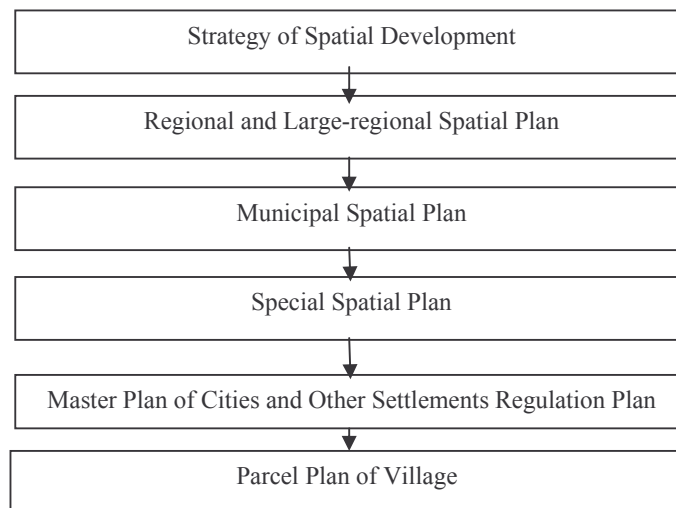 Strategy of Spatial Development
Regional and Large-regional Spatial Plan
Municipal Spatial Plan
Special Spatial Plan
Master Plan of Cities and Other Settlements Regulation Plan
Parcel Plan of Village